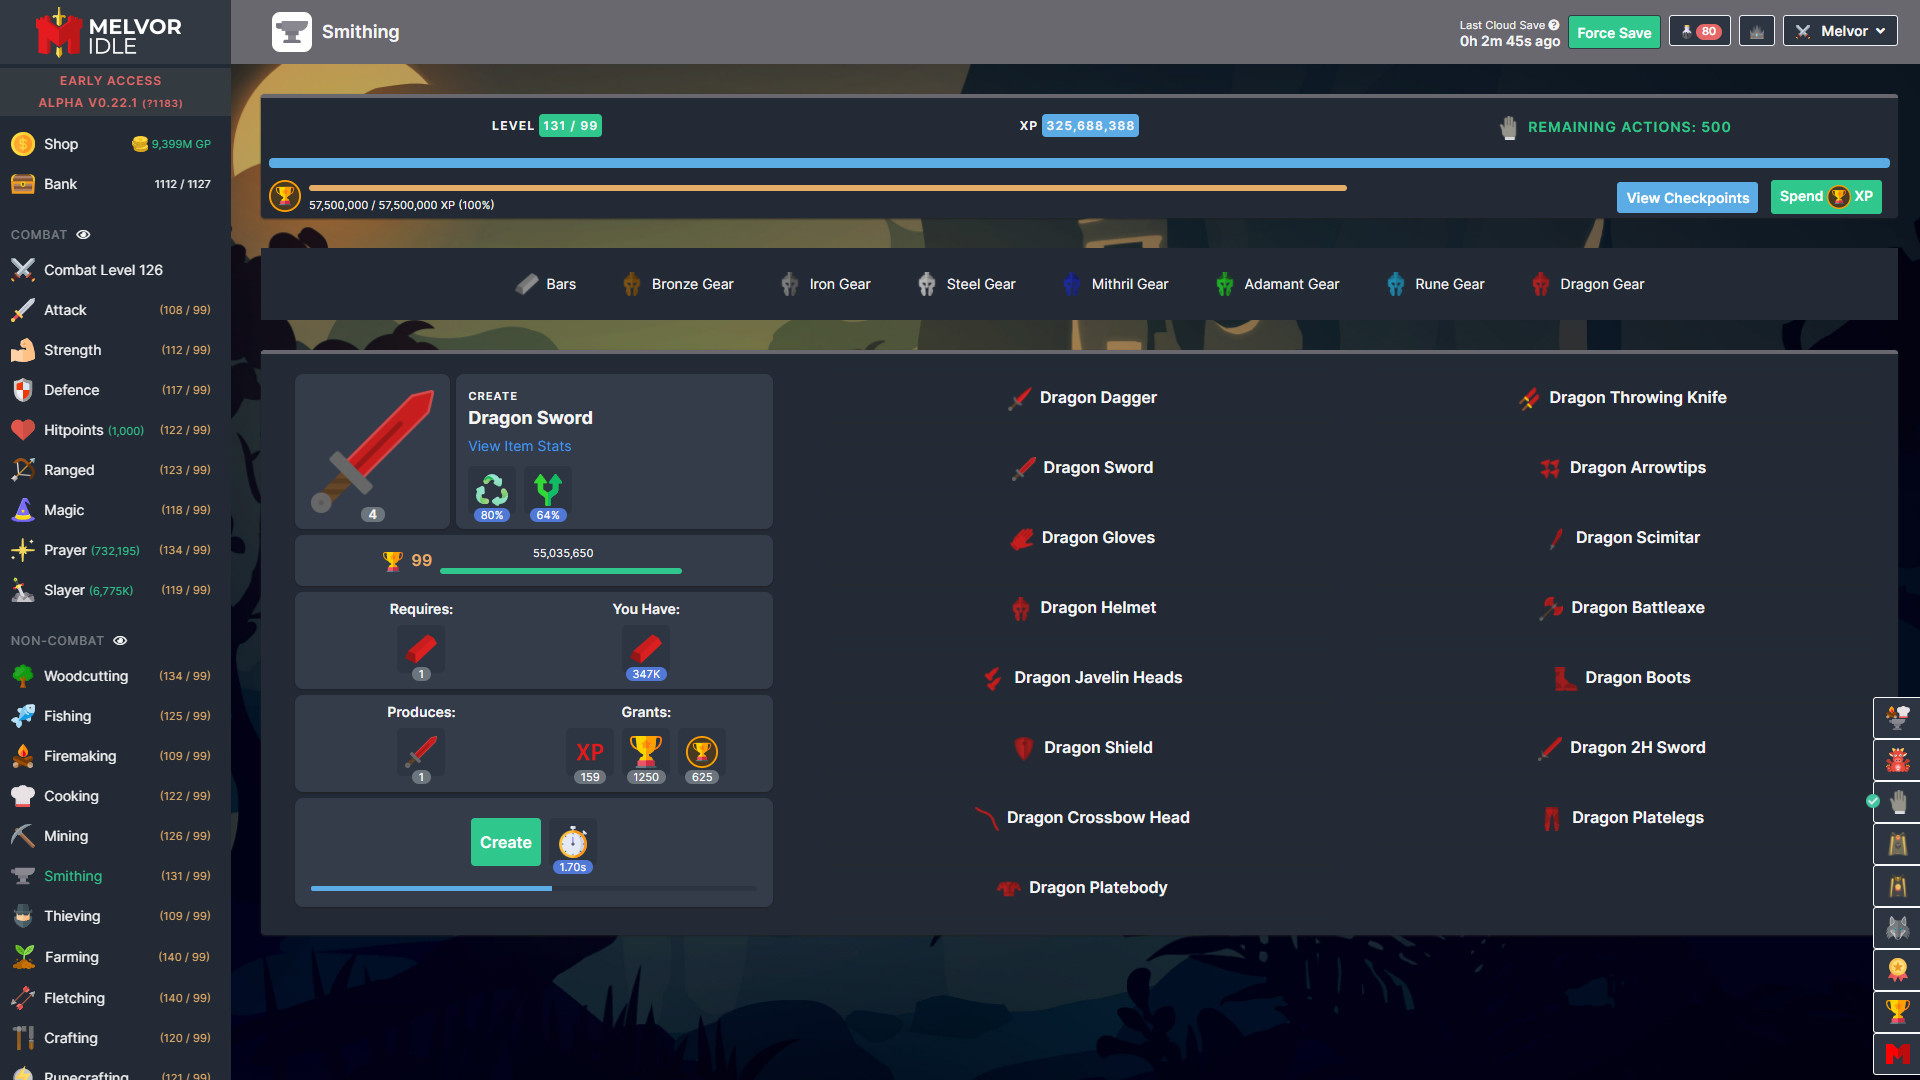 MELVOR
IDLE
EARLY ACCESS
ALPHA V0.22.1 (?1183)
Shop 9,399M GP
Bank 1112 / 1127
COMBAT
Combat Level 126
Attack (108 / 99)
Strength (112 / 99)
Defence (117 / 99)
Hitpoints (1,000) (122 / 99)
Ranged (123 / 99)
Magic (118 / 99)
Prayer (732,195) (134 / 99)
Slayer (6,775K) (119 / 99)
NON-COMBAT
Woodcutting (134 / 99)
Fishing (125 / 99)
Firemaking (109 / 99)
Cooking (122 / 99)
Mining (126 / 99)
Smithing (131 / 99)
Thieving (109 / 99)
Farming (140 / 99)
Fletching (140 / 99)
Crafting (120 / 99)
Runecrafting (121 / 99)
Smithing
Last Cloud Save ?
0h 2m 45s ago
Force Save
80
Melvor
LEVEL 131 / 99
XP 325,688,388
REMAINING ACTIONS: 500
57,500,000 / 57,500,000 XP (100%)
View Checkpoints
Spend XP
Bars
Bronze Gear
Iron Gear
Steel Gear
Mithril Gear
Adamant Gear
Rune Gear
Dragon Gear
4
CREATE
Dragon Sword
View Item Stats
80%
64%
99
55,035,650
Requires:
You Have:
1
347K
Produces:
Grants:
XP
1
159
1250
625
Create
1.70s
Dragon Dagger
Dragon Throwing Knife
Dragon Sword
Dragon Arrowtips
Dragon Gloves
Dragon Scimitar
Dragon Helmet
Dragon Battleaxe
Dragon Javelin Heads
Dragon Boots
Dragon Shield
Dragon 2H Sword
Dragon Crossbow Head
Dragon Platelegs
Dragon Platebody